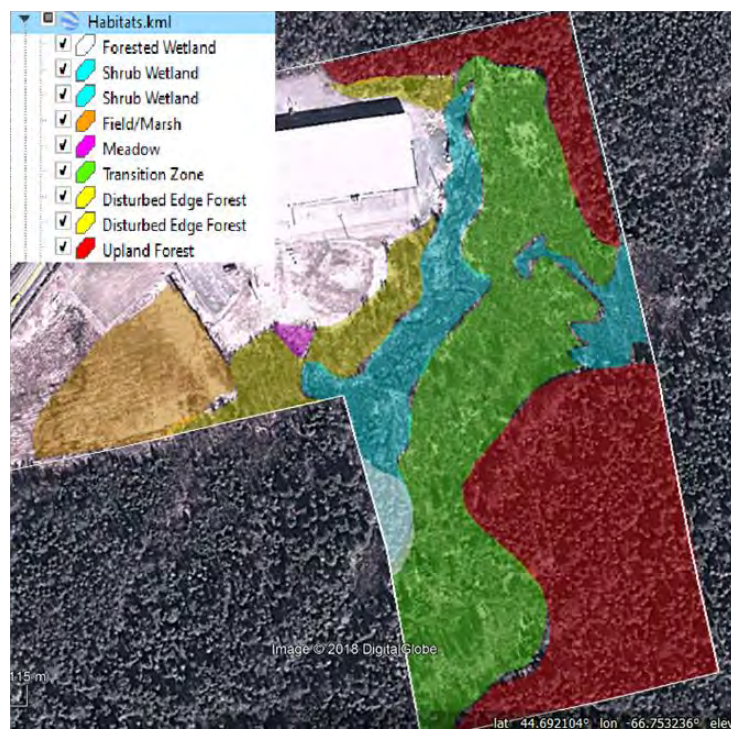 Habitats.kml
Forested Wetland
Shrub Wetland
Shrub Wetland
Field/Marsh
Meadow
Transition Zone
Disturbed Edge Forest
Disturbed Edge Forest
Upland Forest
Image © 2018 DigitalGlobe
115 m
lat 44.692104° lon -66.753236° elev